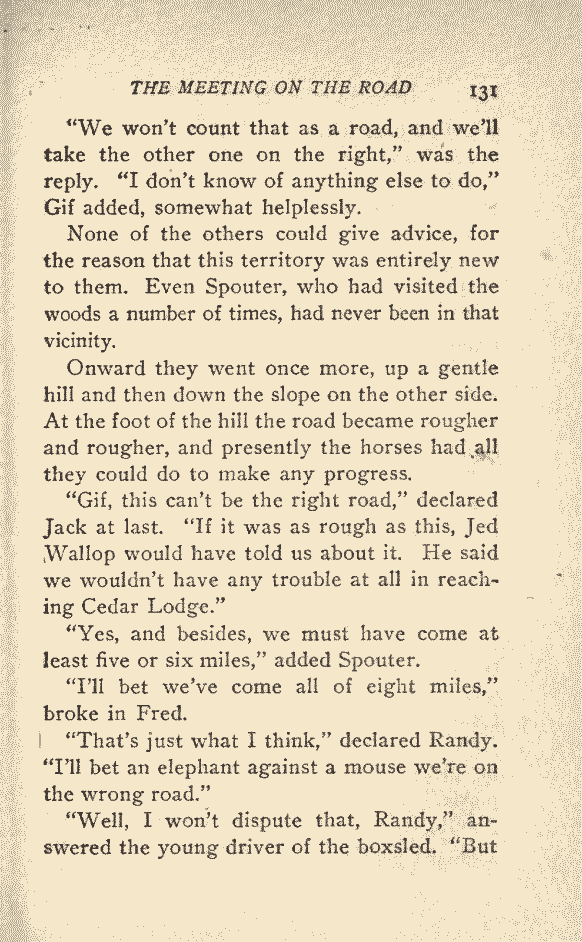 THE MEETING ON THE ROAD 131
"We won't count that as a road, and we'll
take the other one on the right," was the
reply. "I don't know of anything else to do,"
Gif added, somewhat helplessly.
None of the others could give advice, for
the reason that this territory was entirely new
to them. Even Spouter, who had visited the
woods a number of times, had never been in that
vicinity.
Onward they went once more, up a gentle
hill and then down the slope on the other side.
At the foot of the hill the road became rougher
and rougher, and presently the horses had all
they could do to make any progress.
"Gif, this can't be the right road," declared
Jack at last. "If it was as rough as this, Jed
Wallop would have told us about it. He said
we wouldn't have any trouble at all in reach-
ing Cedar Lodge."
"Yes, and besides, we must have come at
least five or six miles," added Spouter.
"I'll bet we've come all of eight miles,"
broke in Fred.
"That's just what I think," declared Randy.
"I'll bet an elephant against a mouse we're on
the wrong road."
"Well, I won't dispute that, Randy," an-
swered the young driver of the boxsled. "But